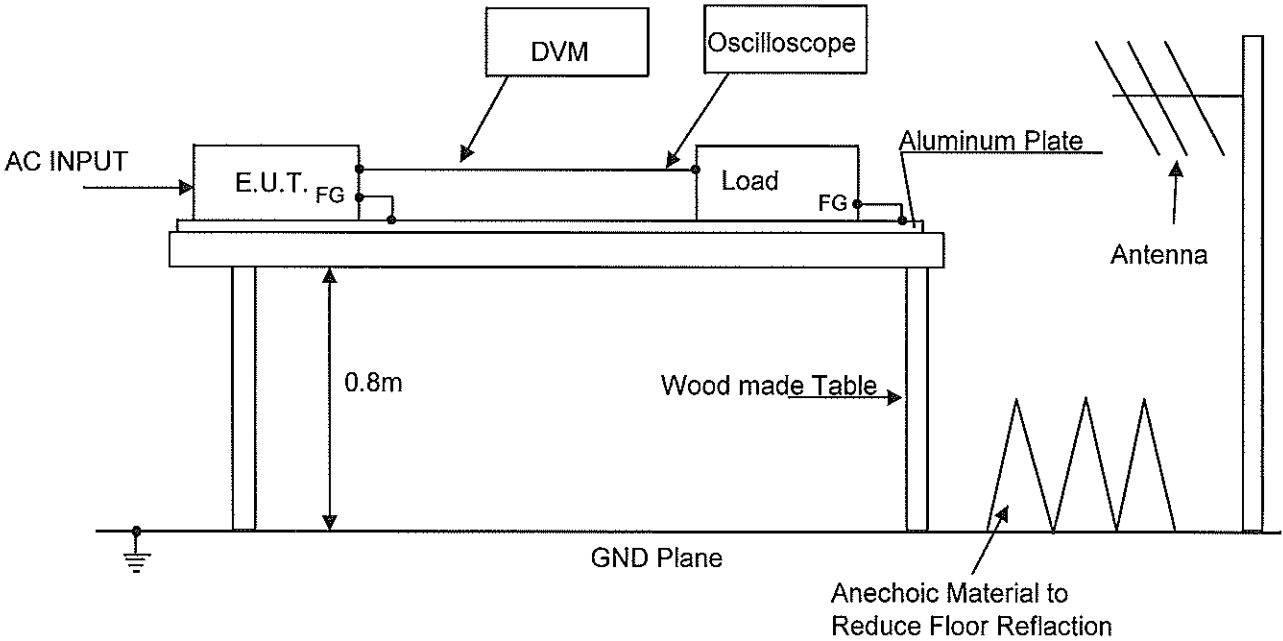 DVM
Oscilloscope
AC INPUT
E.U.T.
FG
Load
FG
Aluminum Plate
Antenna
0.8m
Wood made Table
GND Plane
Anechoic Material to
Reduce Floor Reflaction